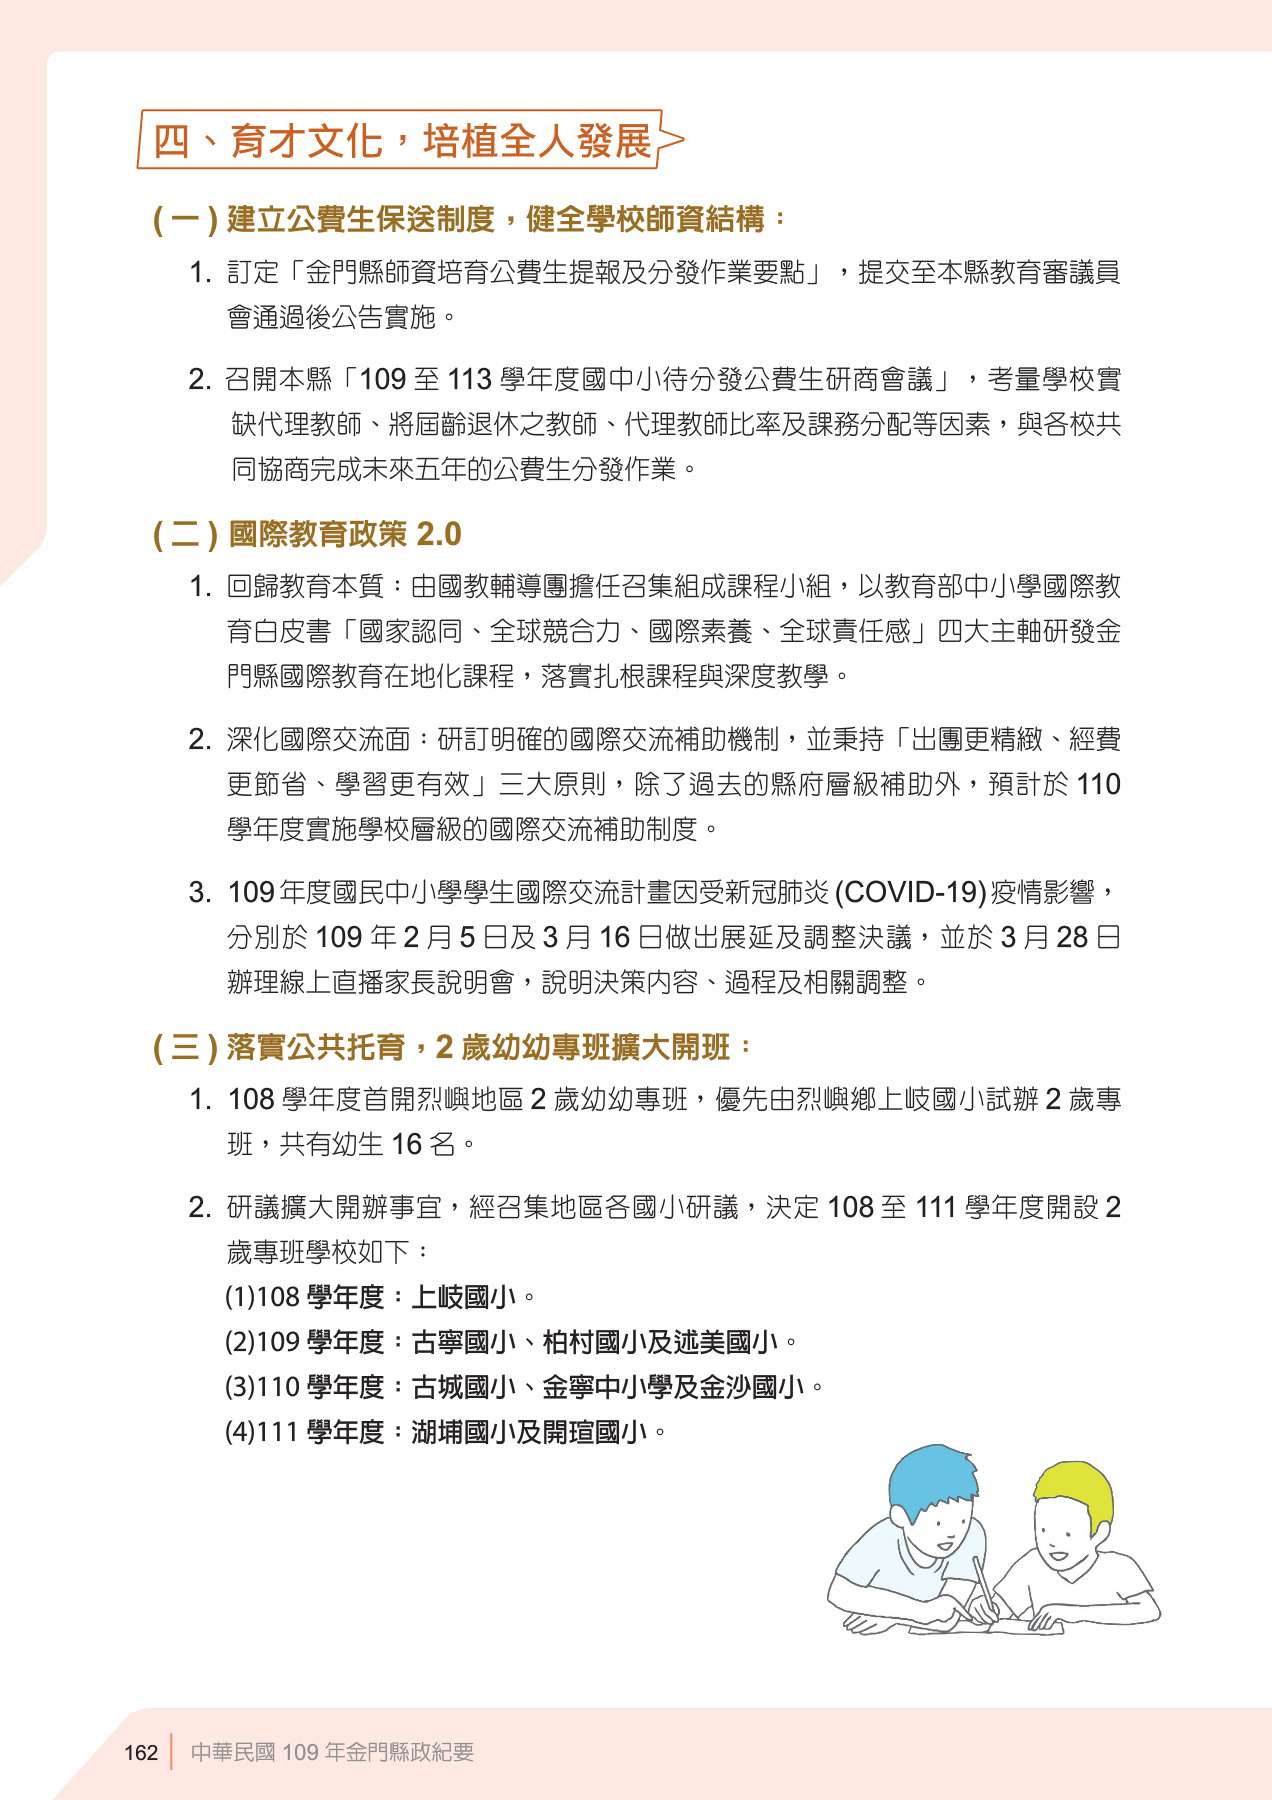 四、育才文化，培植全人發展
( 一 ) 建立公費生保送制度，健全學校師資結構：
1. 訂定「金門縣師資培育公費生提報及分發作業要點」，提交至本縣教育審議員
會通過後公告實施。
2. 召開本縣「109 至 113 學年度國中小待分發公費生研商會議」，考量學校實
缺代理教師、將屆齡退休之教師、代理教師比率及課務分配等因素，與各校共
同協商完成未來五年的公費生分發作業。
( 二 ) 國際教育政策 2.0
1. 回歸教育本質：由國教輔導團擔任召集組成課程小組，以教育部中小學國際教
育白皮書「國家認同、全球競合力、國際素養、全球責任感」四大主軸研發金
門縣國際教育在地化課程，落實扎根課程與深度教學。
2. 深化國際交流面：研訂明確的國際交流補助機制，並秉持「出團更精緻、經費
更節省、學習更有效」三大原則，除了過去的縣府層級補助外，預計於 110
學年度實施學校層級的國際交流補助制度。
3. 109 年度國民中小學學生國際交流計畫因受新冠肺炎 (COVID-19) 疫情影響，
分別於 109 年 2 月 5 日及 3 月 16 日做出展延及調整決議，並於 3 月 28 日
辦理線上直播家長說明會，說明決策內容、過程及相關調整。
( 三 ) 落實公共托育，2 歲幼幼專班擴大開班：
1. 108 學年度首開烈嶼地區 2 歲幼幼專班，優先由烈嶼鄉上岐國小試辦 2 歲專
班，共有幼生 16 名。
2. 研議擴大開辦事宜，經召集地區各國小研議，決定 108 至 111 學年度開設 2
歲專班學校如下：
(1)108 學年度：上岐國小。
(2)109 學年度：古寧國小、柏村國小及述美國小。
(3)110 學年度：古城國小、金寧中小學及金沙國小。
(4)111 學年度：湖埔國小及開瑄國小。
162 中華民國 109 年金門縣政紀要